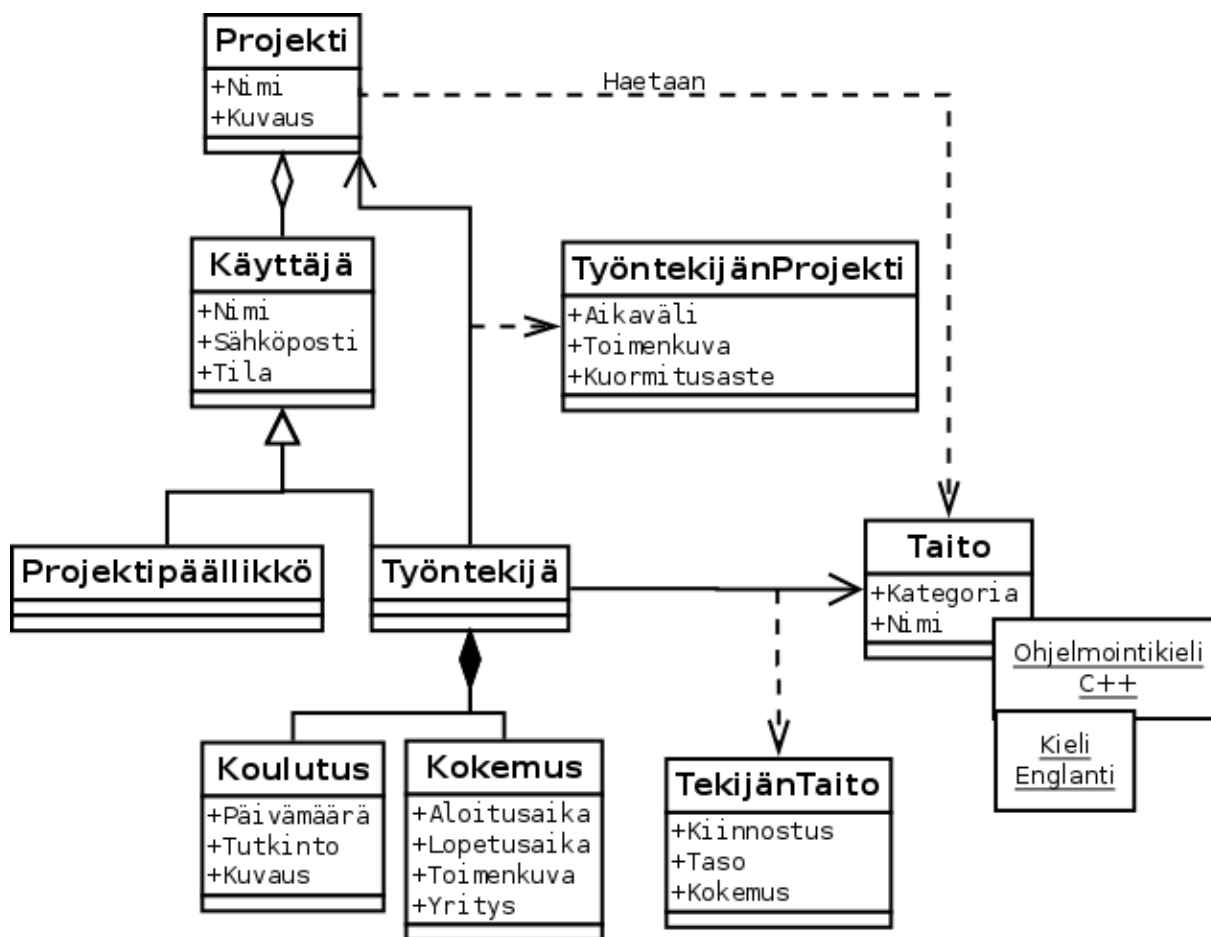 Projekti
+Nimi
+Kuvaus
Haetaan
Käyttäjä
+Nimi
+Sähköposti
+Tila
TyöntekijänProjekti
+Aikaväli
+Toimenkuva
+Kuormitusaste
Projektipäällikkö
Työntekijä
Taito
+Kategoria
+Nimi
Ohjelmointikieli
C++
Kieli
Englanti
Koulutus
+Päivämäärä
+Tutkinto
+Kuvaus
Kokemus
+Aloitusaika
+Lopetusaika
+Toimenkuva
+Yritys
TekijänTaito
+Kiinnostus
+Taso
+Kokemus